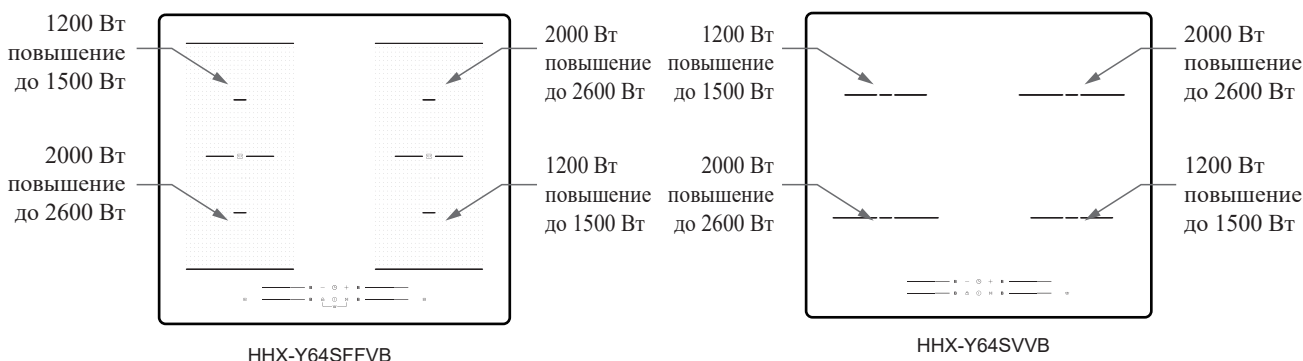 1200 Вт
повышение
до 1500 Вт
2000 Вт
повышение
до 2600 Вт
2000 Вт
повышение
до 2600 Вт
1200 Вт
повышение
до 1500 Вт
HHX-Y64SFFVB
1200 Вт
повышение
до 1500 Вт
2000 Вт
повышение
до 2600 Вт
2000 Вт
повышение
до 2600 Вт
1200 Вт
повышение
до 1500 Вт
HHX-Y64SVVB